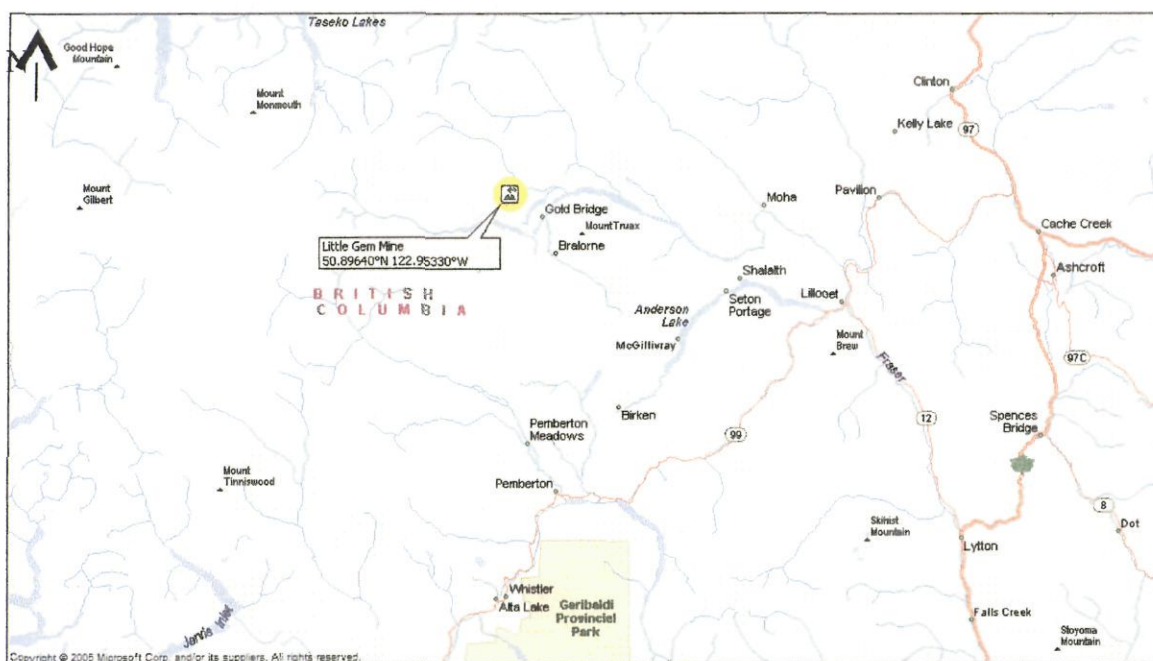 Taseko Lakes
N
Good Hope
Mountain
Mount
Monmouth
Clinton
97
Kelly Lake
Mount
Gilbert
Moha
Pavilion
Gold Bridge
Mount Truax
Cache Creek
Little Gem Mine
50.89640°N 122.95330°W
Bralorne
Ashcroft
Shalalth
BRITISH
COLUMBIA
Seton
Portage
Lillooet
Anderson
Lake
McGillivray
Mount
Brew
Fraser
97C
Birken
12
Spences
Bridge
Pemberton
Meadows
99
Mount
Tinniswood
Pemberton
8
Skihist
Mountain
Dot
Lytton
Whistler
Alta Lake
Garibaldi
Provincial
Park
Falls Creek
Jervis Inlet
Stoyoma
Mountain
Copyright © 2005 Microsoft Corp. and/or its suppliers. All rights reserved.